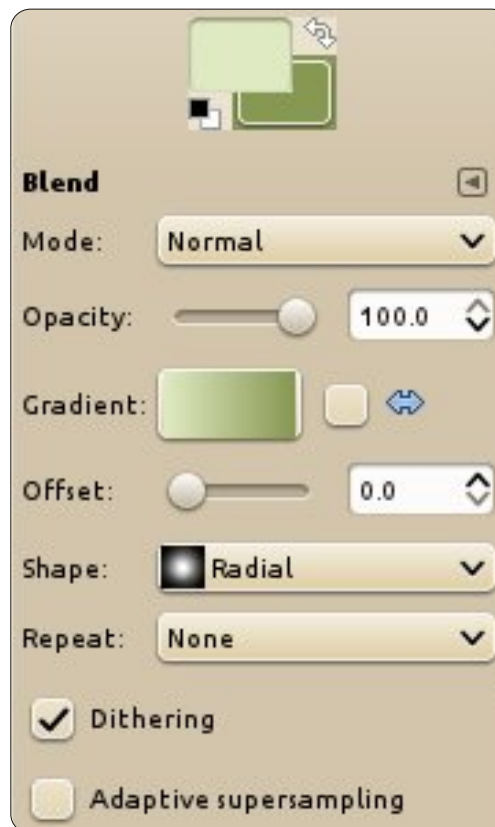 Blend
Mode: Normal
Opacity: 100.0
Gradient:
Offset: 0.0
Shape: Radial
Repeat: None
Dithering
Adaptive supersampling